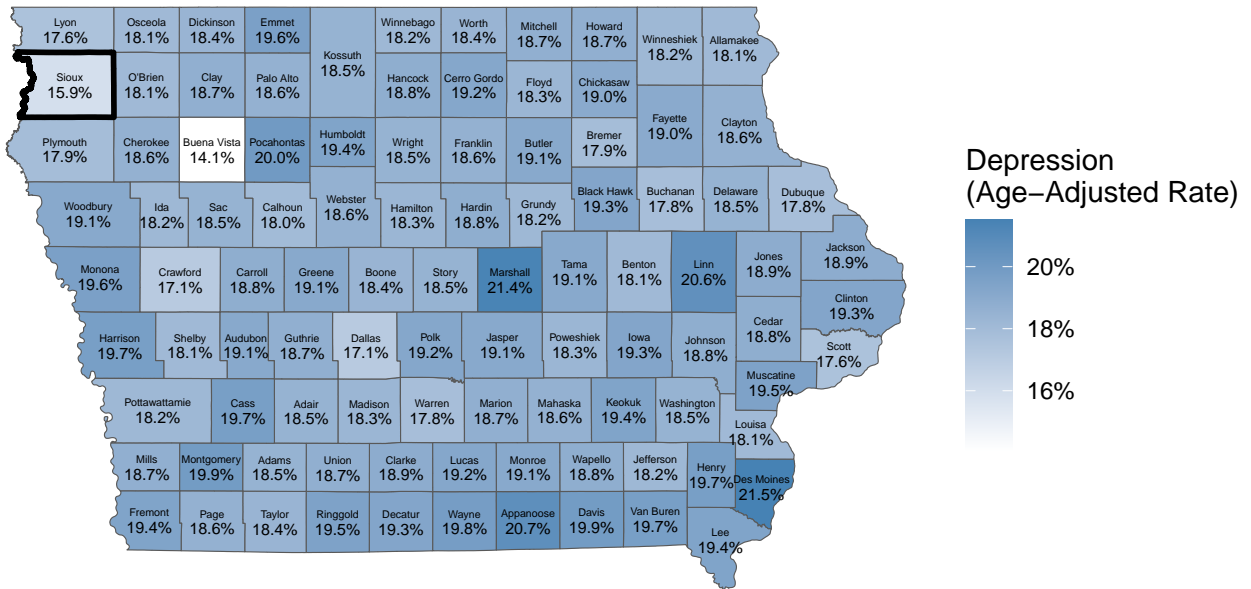 Lyon
17.6%
Osceola
18.1%
Dickinson
18.4%
Emmet
19.6%
Kossuth
18.5%
Winnebago
18.2%
Worth
18.4%
Mitchell
18.7%
Howard
18.7%
Winneshiek
18.2%
Allamakee
18.1%
Sioux
15.9%
O'Brien
18.1%
Clay
18.7%
Palo Alto
18.6%
Hancock
18.8%
Cerro Gordo
19.2%
Floyd
18.3%
Chickasaw
19.0%
Fayette
19.0%
Clayton
18.6%
Plymouth
17.9%
Cherokee
18.6%
Buena Vista
14.1%
Pocahontas
20.0%
Humboldt
19.4%
Wright
18.5%
Franklin
18.6%
Butler
19.1%
Bremer
17.9%
Woodbury
19.1%
Ida
18.2%
Sac
18.5%
Calhoun
18.0%
Webster
18.6%
Hamilton
18.3%
Hardin
18.8%
Grundy
18.2%
Black Hawk
19.3%
Buchanan
17.8%
Delaware
18.5%
Dubuque
17.8%
Monona
19.6%
Crawford
17.1%
Carroll
18.8%
Greene
19.1%
Boone
18.4%
Story
18.5%
Marshall
21.4%
Tama
19.1%
Benton
18.1%
Linn
20.6%
Jones
18.9%
Jackson
18.9%
Clinton
19.3%
Harrison
19.7%
Shelby
18.1%
Audubon
19.1%
Guthrie
18.7%
Dallas
17.1%
Polk
19.2%
Jasper
19.1%
Poweshiek
18.3%
Iowa
19.3%
Johnson
18.8%
Cedar
18.8%
Scott
17.6%
Muscatine
19.5%
Pottawattamie
18.2%
Cass
19.7%
Adair
18.5%
Madison
18.3%
Warren
17.8%
Marion
18.7%
Mahaska
18.6%
Keokuk
19.4%
Washington
18.5%
Louisa
18.1%
Mills
18.7%
Montgomery
19.9%
Adams
18.5%
Union
18.7%
Clarke
18.9%
Lucas
19.2%
Monroe
19.1%
Wapello
18.8%
Jefferson
18.2%
Henry
19.7%
Des Moines
21.5%
Fremont
19.4%
Page
18.6%
Taylor
18.4%
Ringgold
19.5%
Decatur
19.3%
Wayne
19.8%
Appanoose
20.7%
Davis
19.9%
Van Buren
19.7%
Lee
19.4%
Depression
(Age−Adjusted Rate)
20%
18%
16%